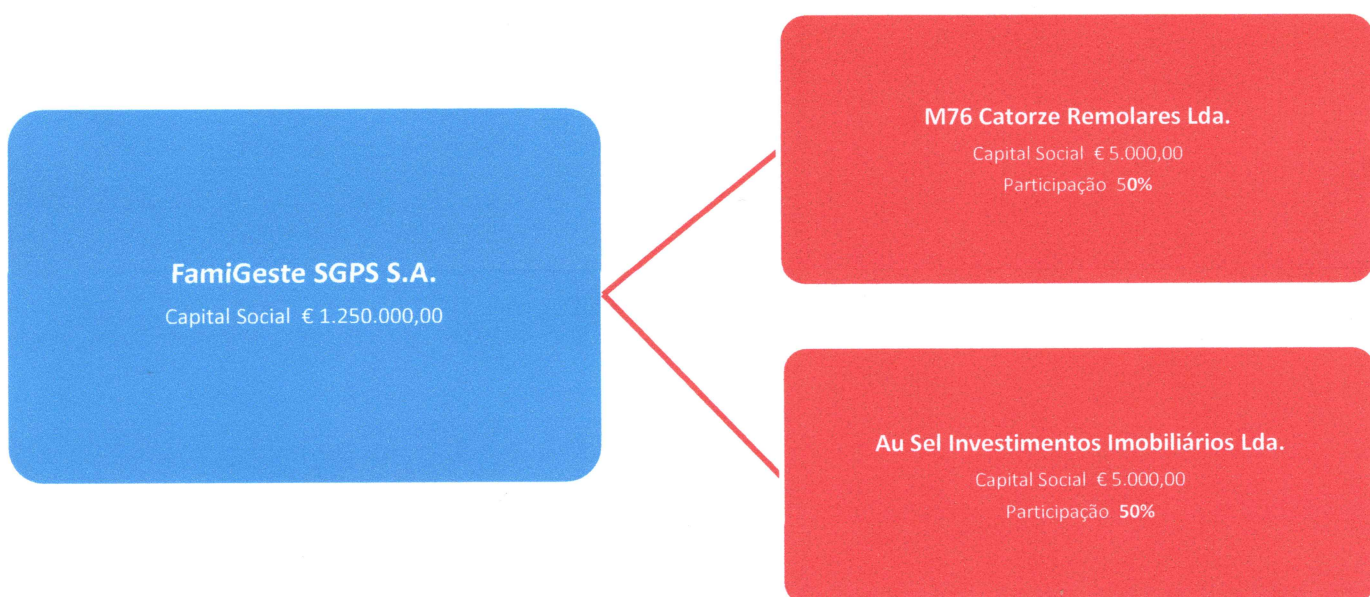 FamiGeste SGPS S.A.
Capital Social € 1.250.000,00
M76 Catorze Remolares Lda.
Capital Social € 5.000,00
Participação 50%
Au Sel Investimentos Imobiliários Lda.
Capital Social € 5.000,00
Participação 50%